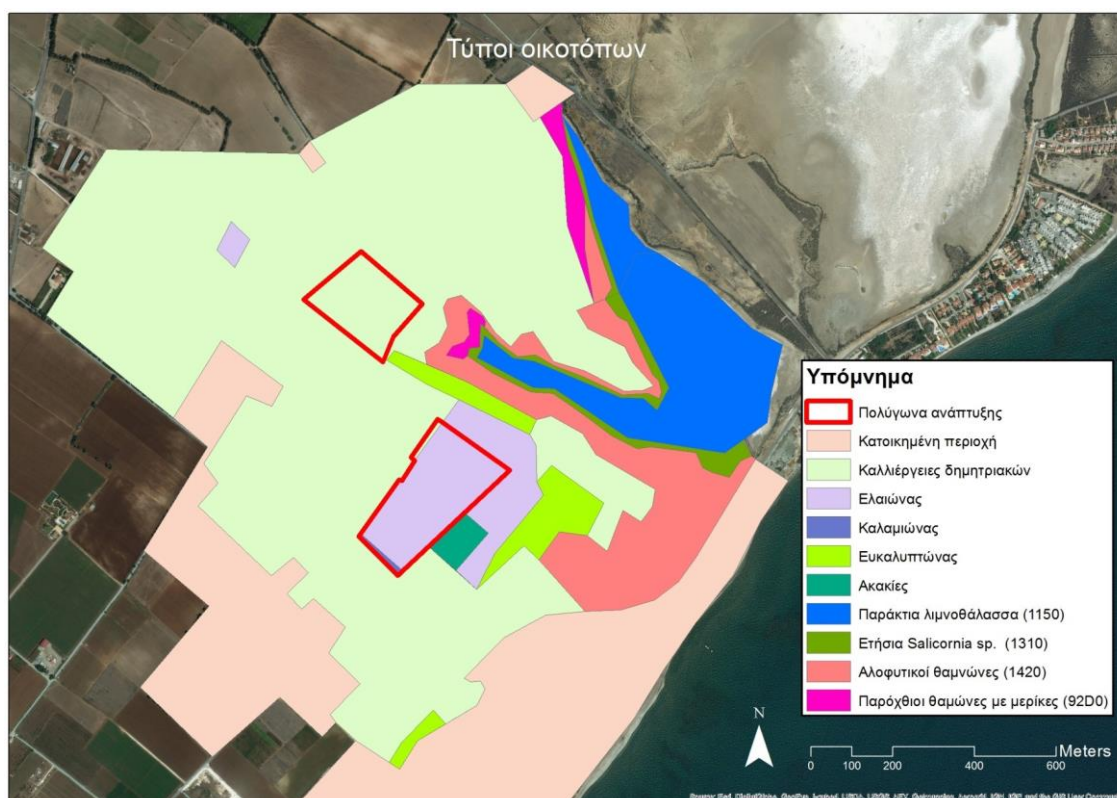 Τύποι οικοτόπων
Υπόμνημα
Πολύγωνα ανάπτυξης
Κατοικημένη περιοχή
Καλλιέργειες δημητριακών
Ελαιώνας
Καλαμιώνας
Ευκαλυπτώνας
Ακακίες
Παράκτια λιμνοθάλασσα (1150)
Ετήσια Salicornia sp. (1310)
Αλοφυτικοί θαμνώνες (1420)
Παρόχθιοι θαμώνες με μερίκες (92D0)
N
Meters
0 100 200 400 600